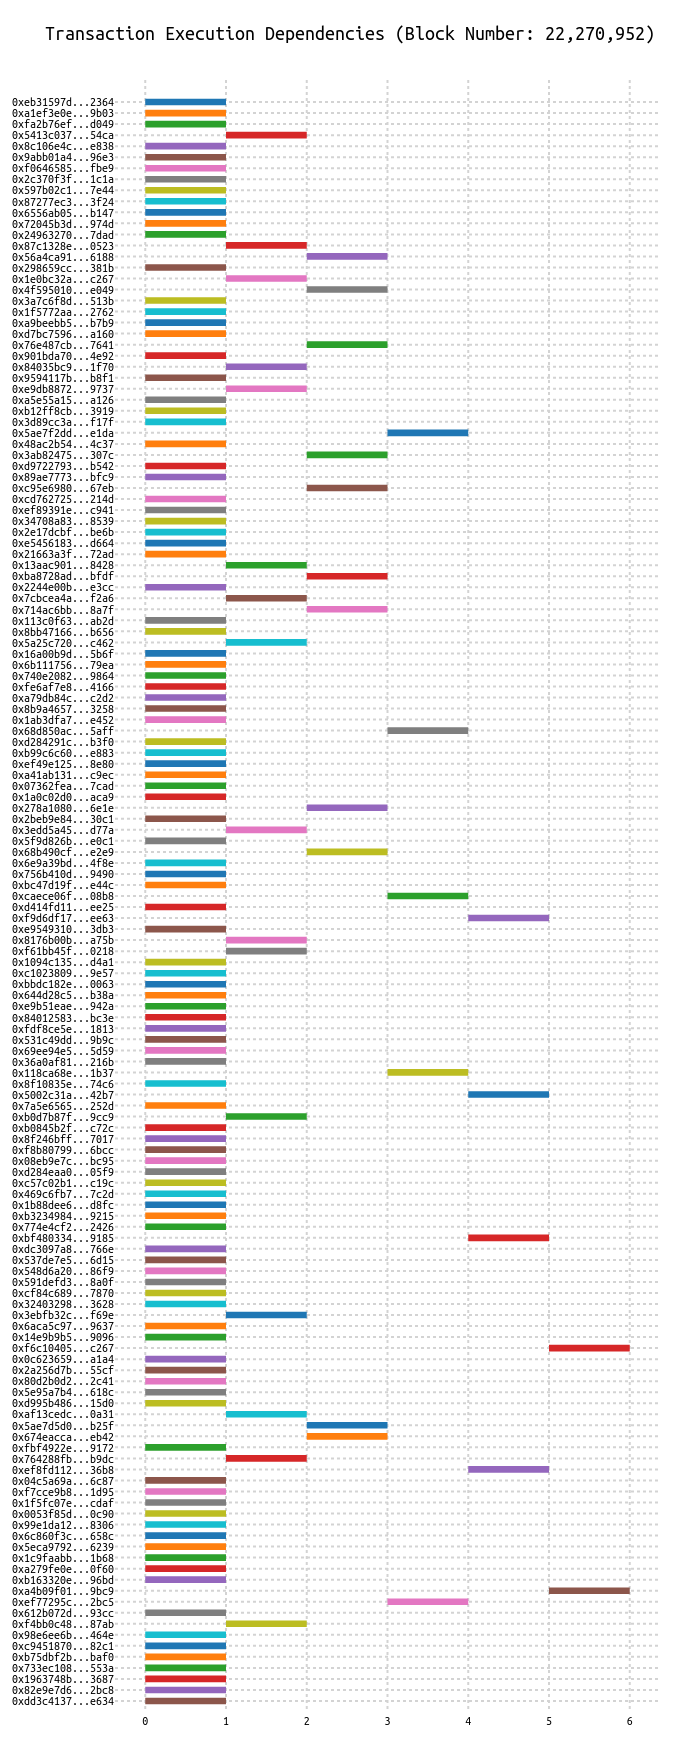 Transaction Execution Dependencies (Block Number: 22,270,952)
0xeb31597d...2364
0xa1ef3e0e...9b03
0xfa2b76ef...d049
0x5413c037...54ca
0x8c106e4c...e838
0x9abb01a4...96e3
0xf0646585...fbe9
0x2c370f3f...1c1a
0x597b02c1...7e44
0x87277ec3...3f24
0x6556ab05...b147
0x72045b3d...974d
0x24963270...7dad
0x87c1328e...0523
0x56a4ca91...6188
0x298659cc...381b
0x1e0bc32a...c267
0x4f595010...e049
0x3a7c6f8d...513b
0x1f5772aa...2762
0xa9beebb5...b7b9
0xd7bc7596...a160
0x76e487cb...7641
0x901bda70...4e92
0x84035bc9...1f70
0x9594117b...b8f1
0xe9db8872...9737
0xa5e55a15...a126
0xb12ff8cb...3919
0x3d89cc3a...f17f
0x5ae7f2dd...e1da
0x48ac2b54...4c37
0x3ab82475...307c
0xd9722793...b542
0x89ae7773...bfc9
0xc95e6980...67eb
0xcd762725...214d
0xef89391e...c941
0x34708a83...8539
0x2e17dcbf...be6b
0xe5456183...d664
0x21663a3f...72ad
0x13aac901...8428
0xba8728ad...bfdf
0x2244e00b...e3cc
0x7cbcea4a...f2a6
0x714ac6bb...8a7f
0x113c0f63...ab2d
0x8bb47166...b656
0x5a25c720...c462
0x16a00b9d...5b6f
0x6b111756...79ea
0x740e2082...9864
0xfe6af7e8...4166
0xa79db84c...c2d2
0x8b9a4657...3258
0x1ab3dfa7...e452
0x68d850ac...5aff
0xd284291c...b3f0
0xb99c6c60...e883
0xef49e125...8e80
0xa41ab131...c9ec
0x07362fea...7cad
0x1a0c02d0...aca9
0x278a1080...6e1e
0x2beb9e84...30c1
0x3edd5a45...d77a
0x5f9d826b...e0c1
0x68b490cf...e2e9
0x6e9a39bd...4f8e
0x756b410d...9490
0xbc47d19f...e44c
0xcaece06f...08b8
0xd414fd11...ee25
0xf9d6df17...ee63
0xe9549310...3db3
0x8176b00b...a75b
0xf61bb45f...0218
0x1094c135...d4a1
0xc1023809...9e57
0xbbdc182e...0063
0x644d28c5...b38a
0xe9b51eae...942a
0x84012583...bc3e
0xfdf8ce5e...1813
0x531c49dd...9b9c
0x69ee94e5...5d59
0x36a0af81...216b
0x118ca68e...1b37
0x8f10835e...74c6
0x5002c31a...42b7
0x7a5e6565...252d
0xb0d7b87f...9cc9
0xb0845b2f...c72c
0x8f246bff...7017
0xf8b80799...6bcc
0x08eb9e7c...bc95
0xd284eaa0...05f9
0xc57c02b1...c19c
0x469c6fb7...7c2d
0x1b88dee6...d8fc
0xb3234984...9215
0x774e4cf2...2426
0xbf480334...9185
0xdc3097a8...766e
0x537de7e5...6d15
0x548d6a20...86f9
0x591defd3...8a0f
0xcf84c689...7870
0x32403298...3628
0x3ebfb32c...f69e
0x6aca5c97...9637
0x14e9b9b5...9096
0xf6c10405...c267
0x0c623659...a1a4
0x2a256d7b...55cf
0x80d2b0d2...2c41
0x5e95a7b4...618c
0xd995b486...15d0
0xaf13cedc...0a31
0x5ae7d5d0...b25f
0x674eacca...eb42
0xfbf4922e...9172
0x764288fb...b9dc
0xef8fd112...36b8
0x04c5a69a...6c87
0xf7cce9b8...1d95
0x1f5fc07e...cdaf
0x0053f85d...0c90
0x99e1da12...8306
0x6c860f3c...658c
0x5eca9792...6239
0x1c9faabb...1b68
0xa279fe0e...0f60
0xb163320e...96bd
0xa4b09f01...9bc9
0xef77295c...2bc5
0x612b072d...93cc
0xf4bb0c48...87ab
0x98e6ee6b...464e
0xc9451870...82c1
0xb75dbf2b...baf0
0x733ec108...553a
0x1963748b...3687
0x82e9e7d6...2bc8
0xdd3c4137...e634
0 1 2 3 4 5 6